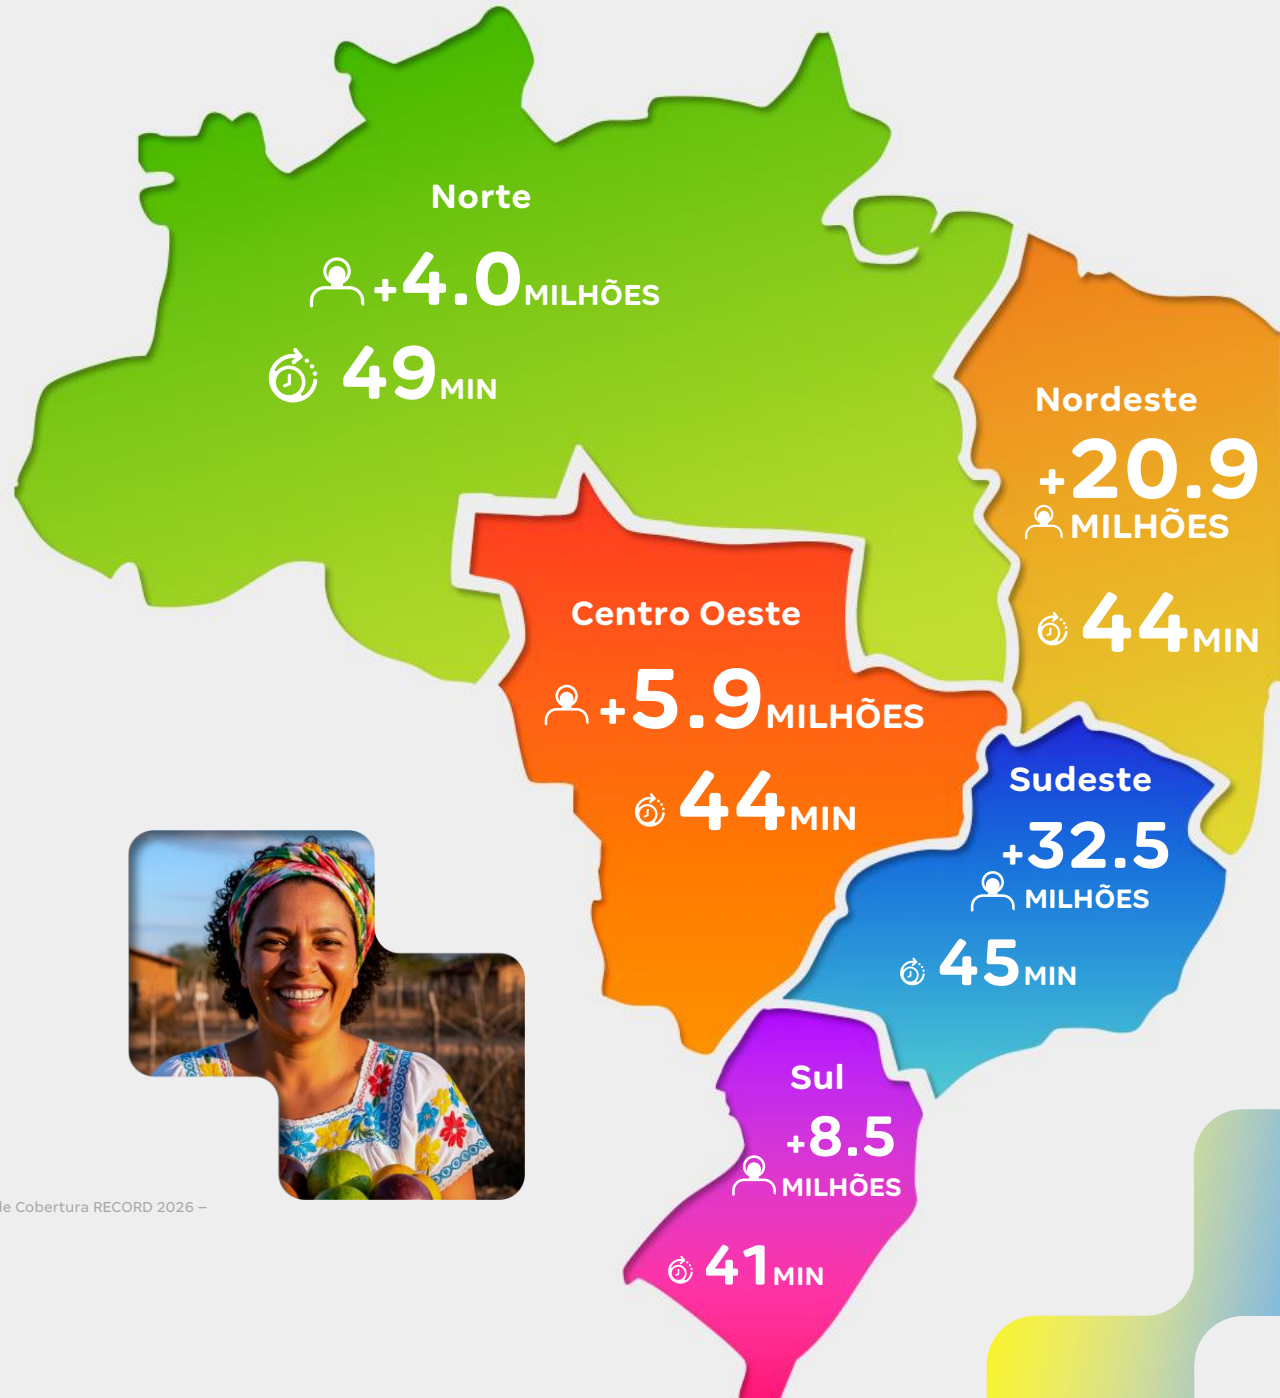 Norte
+4.0MILHÕES
49MIN
Nordeste
+20.9
MILHÕES
44MIN
Centro Oeste
+5.9MILHÕES
44MIN
Sudeste
+32.5
MILHÕES
45MIN
Sul
+8.5
MILHÕES
41MIN
de Cobertura RECORD 2026 –